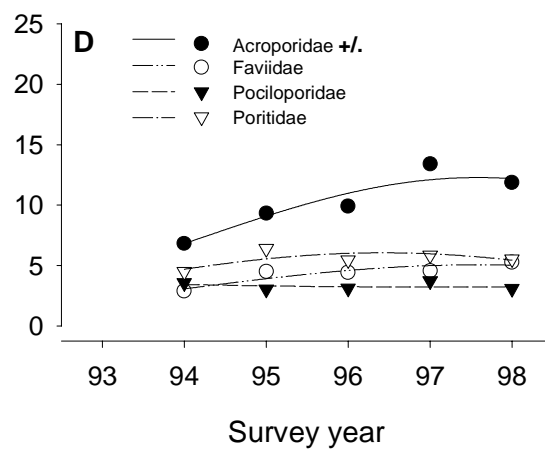 25
D
Acroporidae +/.
Faviidae
20
Pociloporidae
Poritidae
15
10
5
0
93 94 95 96 97 98
Survey year